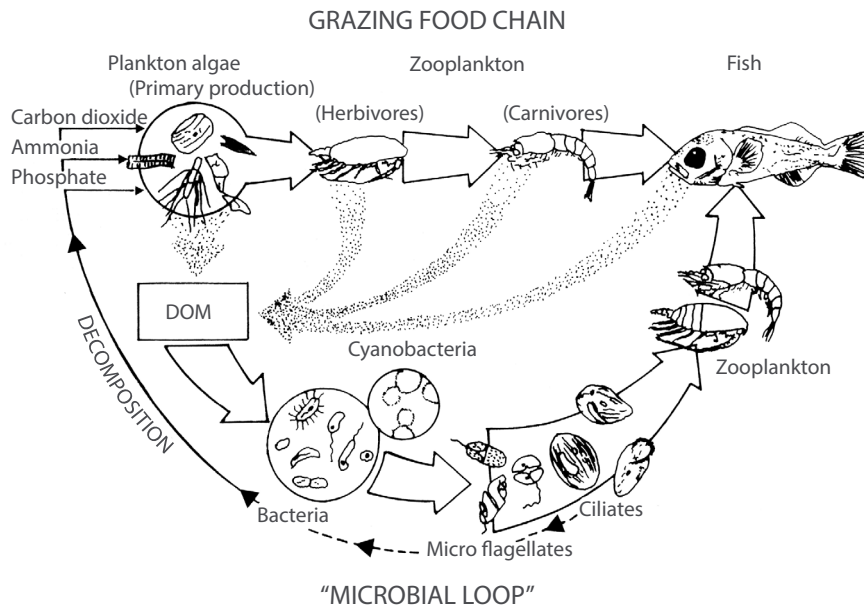 GRAZING FOOD CHAIN
Plankton algae
(Primary production)
Zooplankton
Fish
(Herbivores)
(Carnivores)
Carbon dioxide
Ammonia
Phosphate
DOM
DECOMPOSITION
Cyanobacteria
Zooplankton
Bacteria
Ciliates
Micro flagellates
“MICROBIAL LOOP”